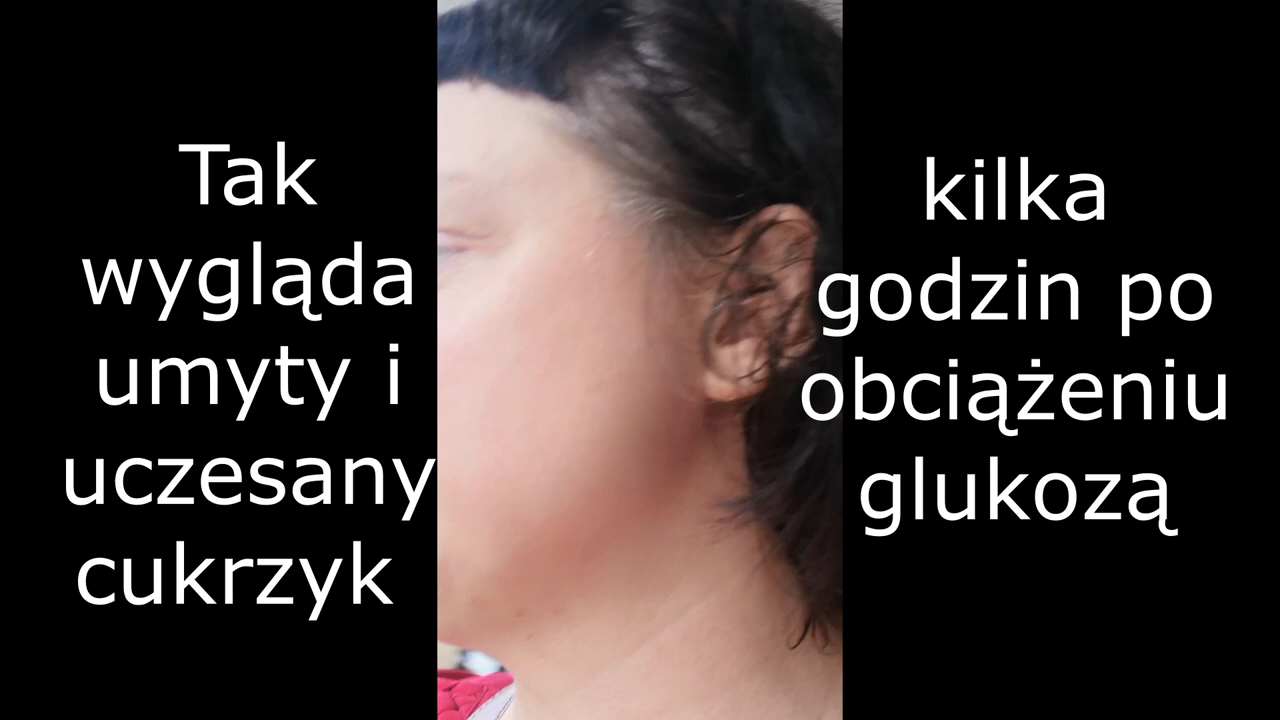 Tak
wygląda
umyty i
uczesany
cukrzyk
kilka
godzin po
obciążeniu
glukozą